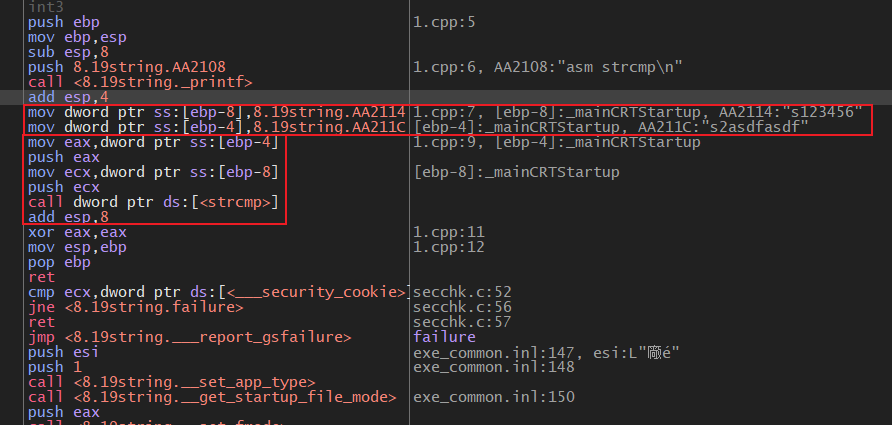 int3
push ebp 1.cpp:5
mov ebp,esp
sub esp,8
push 8.19string.AA2108 1.cpp:6, AA2108:"asm strcmp\n"
call <8.19string._printf>
add esp,4
mov dword ptr ss:[ebp-8],8.19string.AA2114 1.cpp:7, [ebp-8]:_mainCRTStartup, AA2114:"s123456"
mov dword ptr ss:[ebp-4],8.19string.AA211C [ebp-4]:_mainCRTStartup, AA211C:"s2asdfasdf"
mov eax,dword ptr ss:[ebp-4] 1.cpp:9, [ebp-4]:_mainCRTStartup
push eax
mov ecx,dword ptr ss:[ebp-8] [ebp-8]:_mainCRTStartup
push ecx
call dword ptr ds:[<strcmp>]
add esp,8
xor eax,eax 1.cpp:11
mov esp,ebp 1.cpp:12
pop ebp
ret
cmp ecx,dword ptr ds:[<___security_cookie>] secchk.c:52
jne <8.19string.failure> secchk.c:56
ret secchk.c:57
jmp <8.19string.___report_gsfailure> failure
push esi exe_common.inl:147, esi:L"é"
push 1 exe_common.inl:148
call <8.19string.__set_app_type>
call <8.19string.__get_startup_file_mode> exe_common.inl:150
push eax